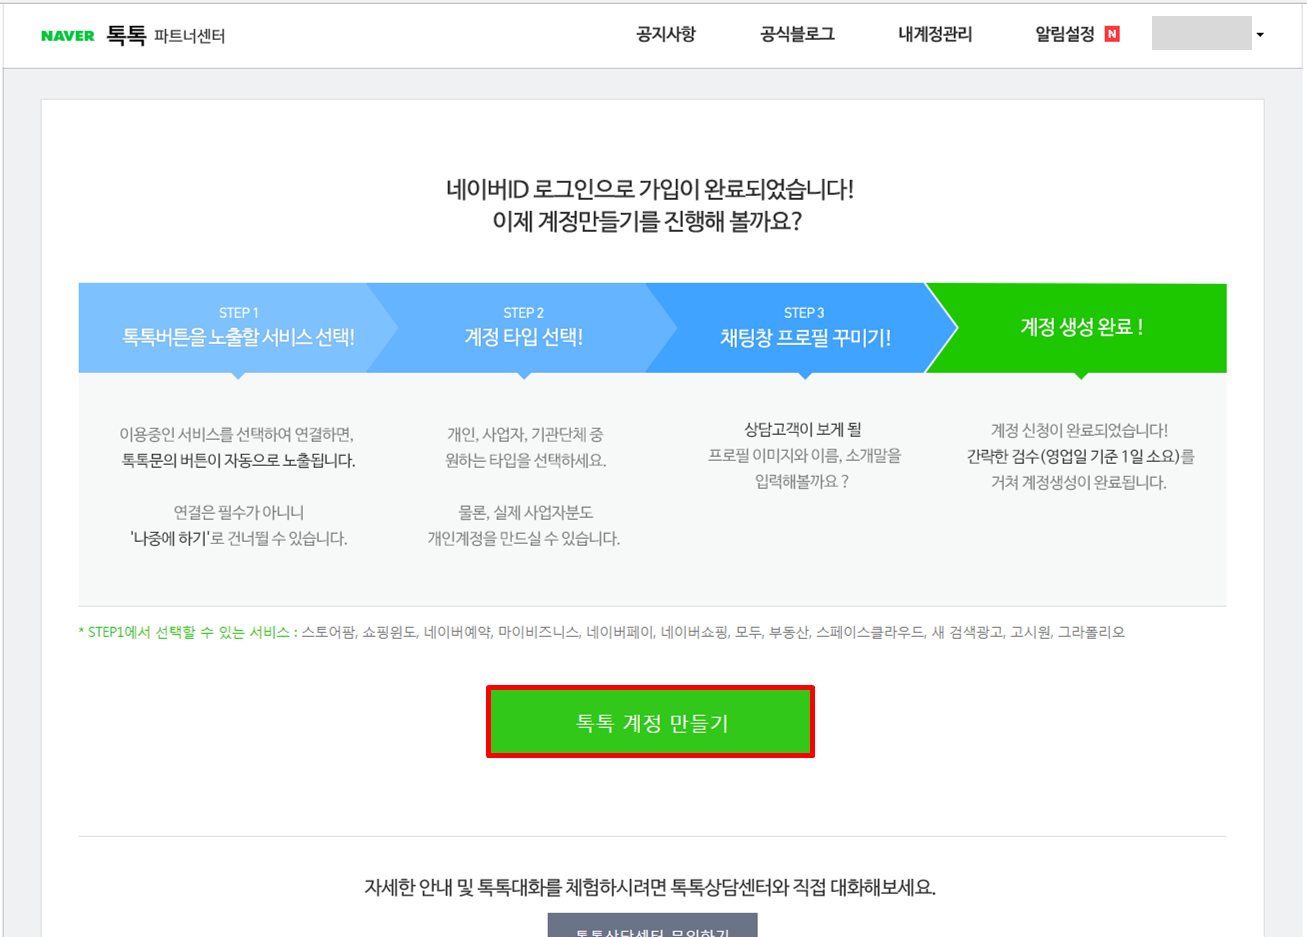 NAVER 톡톡 파트너센터
공지사항 공식블로그 내계정관리 알림설정 N
네이버ID 로그인으로 가입이 완료되었습니다!
이제 계정만들기를 진행해 볼까요?
STEP 1
톡톡버튼을 노출할 서비스 선택!
이용중인 서비스를 선택하여 연결하면,
톡톡문의 버튼이 자동으로 노출됩니다.
연결은 필수가 아니니
'나중에 하기'로 건너뛸 수 있습니다.
STEP 2
계정 타입 선택!
개인, 사업자, 기관단체 중
원하는 타입을 선택하세요.
물론, 실제 사업자분도
개인계정을 만드실 수 있습니다.
STEP 3
채팅창 프로필 꾸미기!
상담고객이 보게 될
프로필 이미지와 이름, 소개말을
입력해볼까요 ?
계정 생성 완료 !
계정 신청이 완료되었습니다!
간략한 검수(영업일 기준 1일 소요)를
거쳐 계정생성이 완료됩니다.
* STEP1에서 선택할 수 있는 서비스 : 스토어팜, 쇼핑윈도, 네이버예약, 마이비즈니스, 네이버페이, 네이버쇼핑, 모두, 부동산, 스페이스클라우드, 새 검색광고, 고시원, 그라폴리오
톡톡 계정 만들기
자세한 안내 및 톡톡대화를 체험하시려면 톡톡상담센터와 직접 대화해보세요.
톡톡상담센터 문의하기